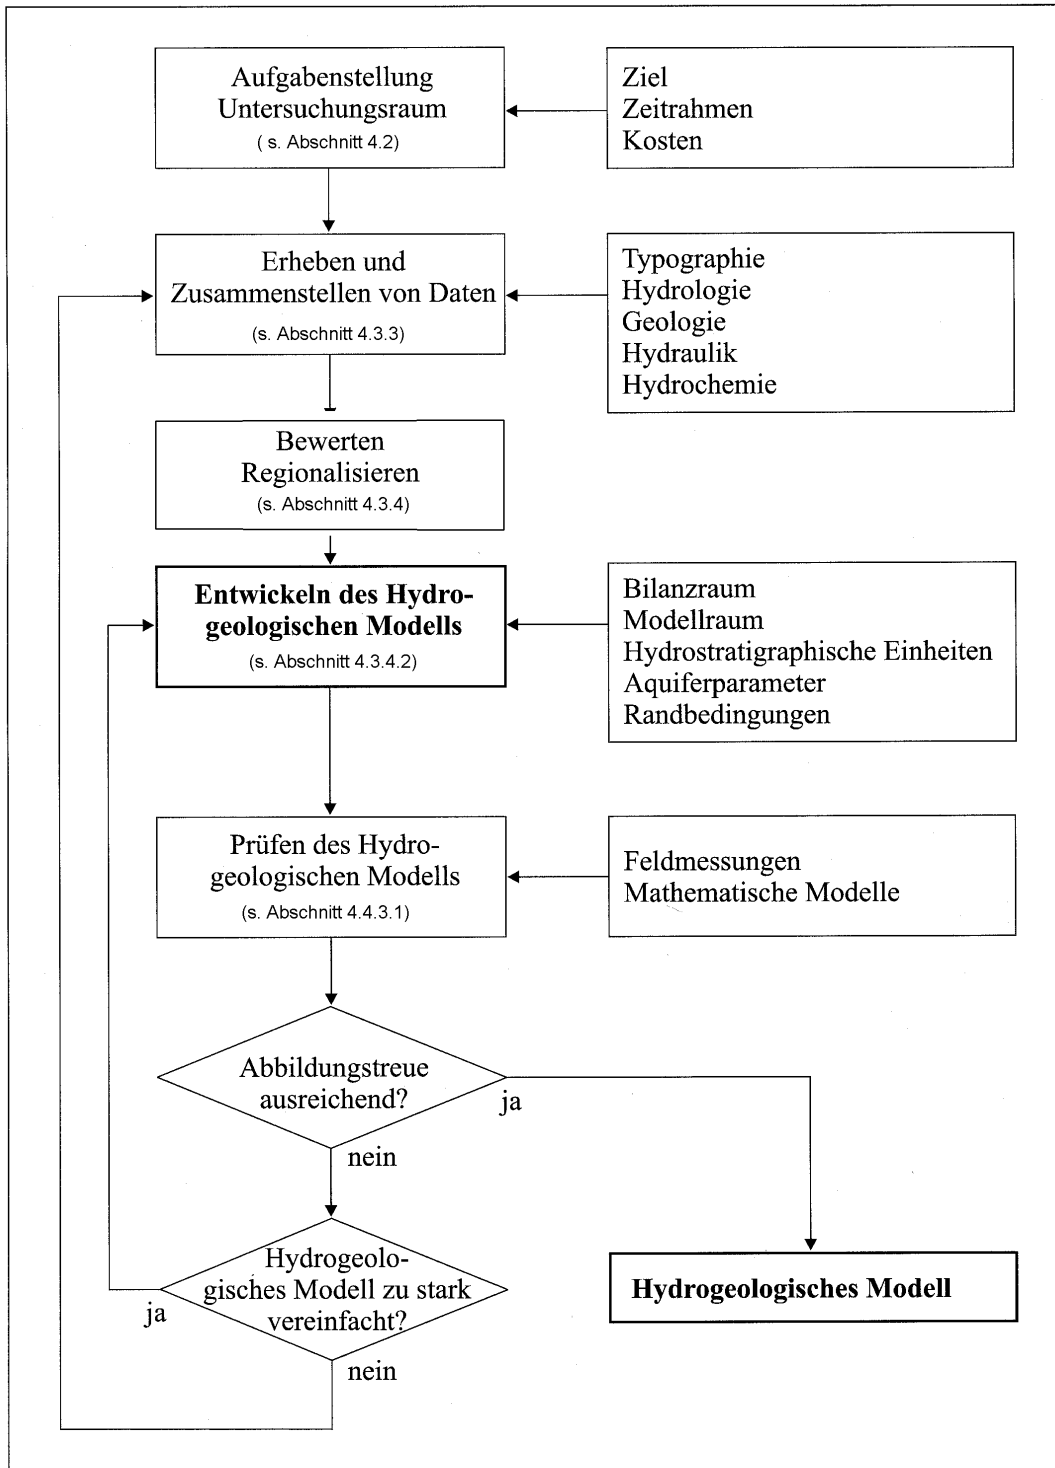 Aufgabenstellung
Untersuchungsraum
( s. Abschnitt 4.2)
Ziel
Zeitrahmen
Kosten
Erheben und
Zusammenstellen von Daten
(s. Abschnitt 4.3.3)
Typographie
Hydrologie
Geologie
Hydraulik
Hydrochemie
Bewerten
Regionalisieren
(s. Abschnitt 4.3.4)
Entwickeln des Hydro-
geologischen Modells
(s. Abschnitt 4.3.4.2)
Bilanzraum
Modellraum
Hydrostratigraphische Einheiten
Aquiferparameter
Randbedingungen
Prüfen des Hydro-
geologischen Modells
(s. Abschnitt 4.4.3.1)
Feldmessungen
Mathematische Modelle
Abbildungstreue
ausreichend?
ja
nein
Hydrogeolo-
gisches Modell zu stark
vereinfacht?
ja
nein
Hydrogeologisches Modell